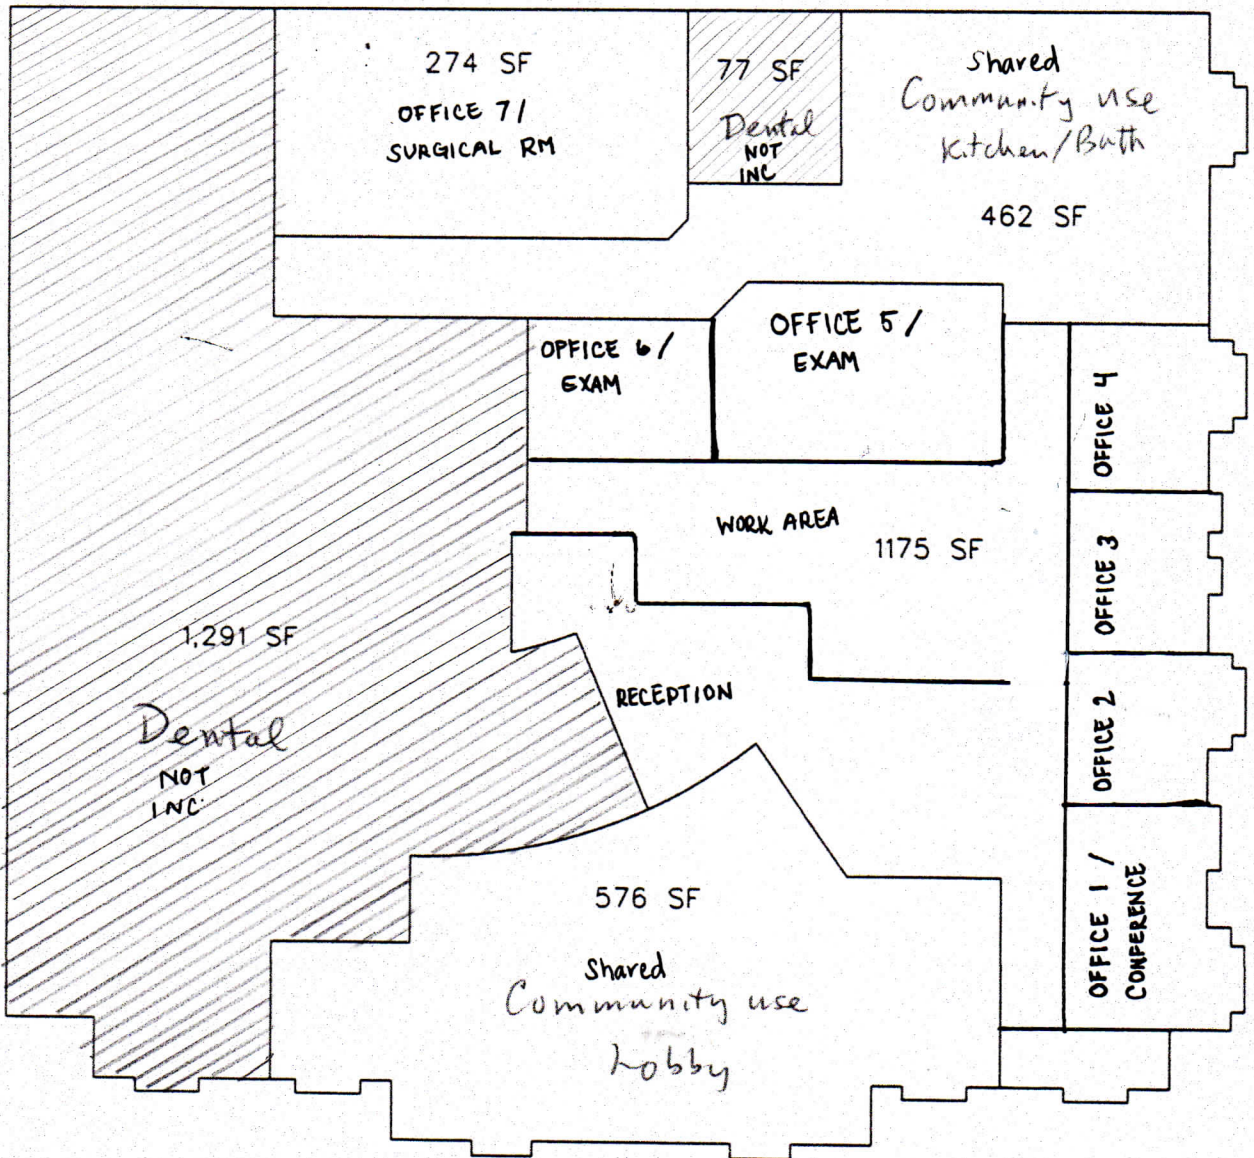 274 SF
OFFICE 7/
SURGICAL RM
77 SF
Dental
NOT
INC
Shared
Community use
Kitchen/Bath
462 SF
OFFICE 6/
EXAM
OFFICE 5/
EXAM
OFFICE 4
WORK AREA
1175 SF
OFFICE 3
1,291 SF
Dental
NOT
INC.
RECEPTION
OFFICE 2
OFFICE 1 /
CONFERENCE
576 SF
Shared
Community use
Lobby